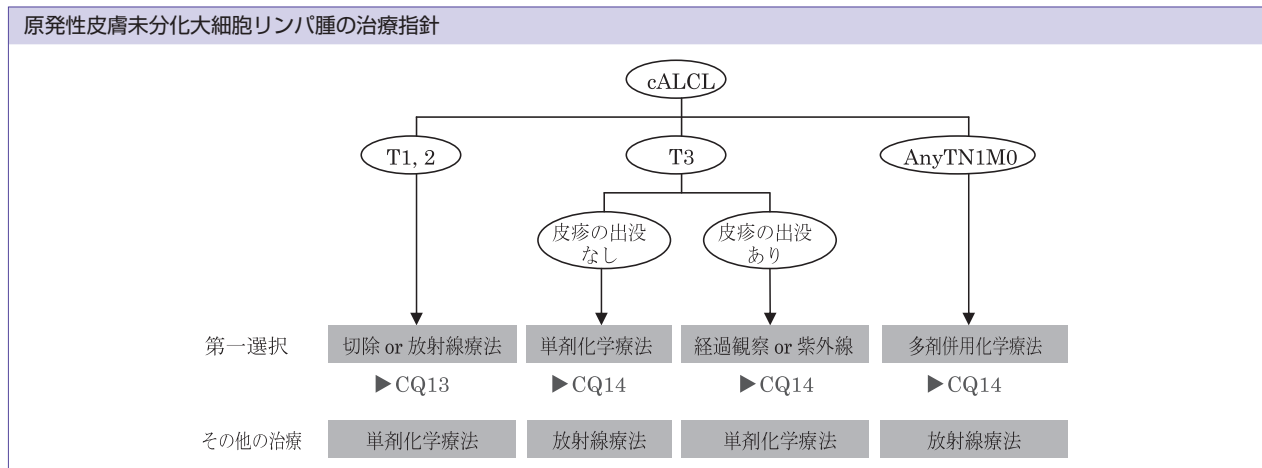 原発性皮膚未分化大細胞リンパ腫の治療指針
cALCL
T1, 2
T3
AnyTN1M0
皮疹の出没
なし
皮疹の出没
あり
第一選択
切除 or 放射線療法
単剤化学療法
経過観察 or 紫外線
多剤併用化学療法
▶CQ13
▶CQ14
▶CQ14
▶CQ14
その他の治療
単剤化学療法
放射線療法
単剤化学療法
放射線療法